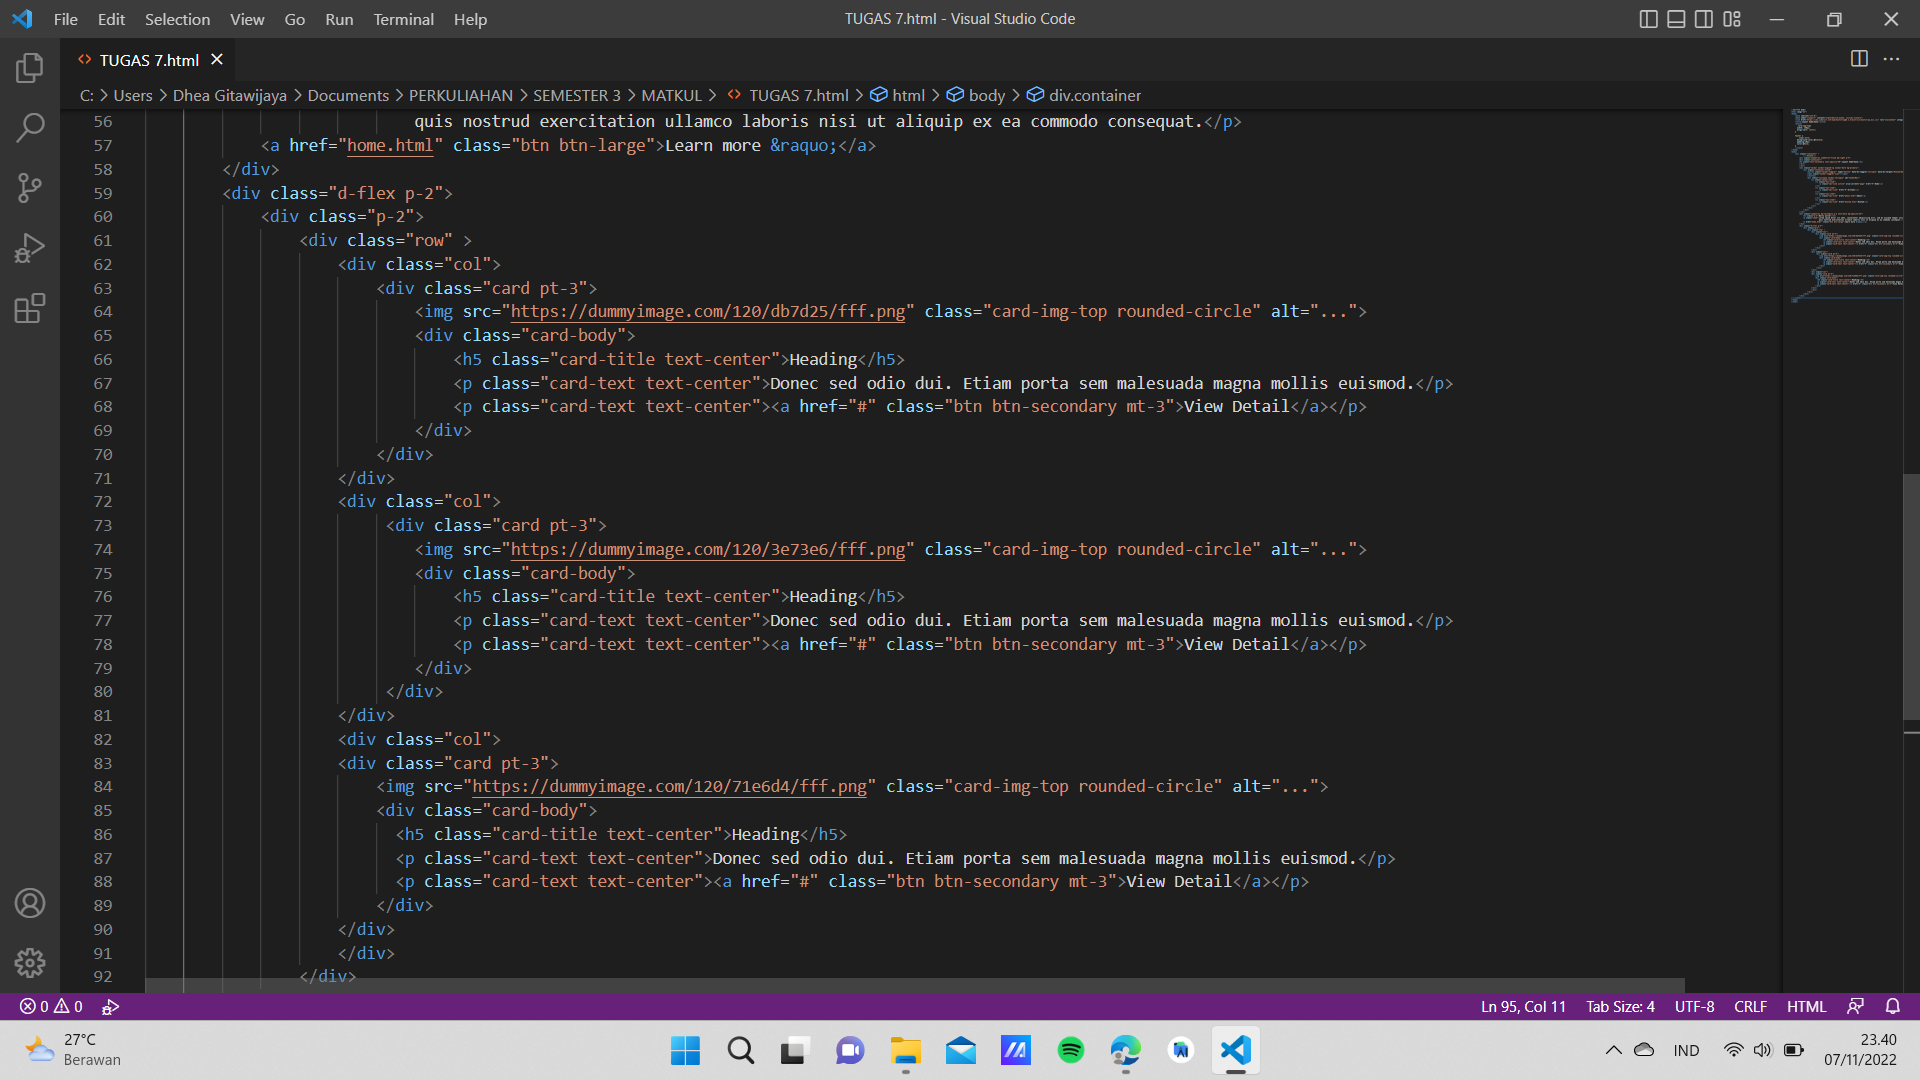 File Edit Selection View Go Run Terminal Help TUGAS 7.html - Visual Studio Code
TUGAS 7.html
C: > Users > Dhea Gitawijaya > Documents > PERKULIAHAN > SEMESTER 3 > MATKUL > TUGAS 7.html > html > body > div.container
56 quis nostrud exercitation ullamco laboris nisi ut aliquip ex ea commodo consequat.</p>
57 <a href="home.html" class="btn btn-large">Learn more &raquo;</a>
58 </div>
59 <div class="d-flex p-2">
60 <div class="p-2">
61 <div class="row" >
62 <div class="col">
63 <div class="card pt-3">
64 <img src="https://dummyimage.com/120/db7d25/fff.png" class="card-img-top rounded-circle" alt="...">
65 <div class="card-body">
66 <h5 class="card-title text-center">Heading</h5>
67 <p class="card-text text-center">Donec sed odio dui. Etiam porta sem malesuada magna mollis euismod.</p>
68 <p class="card-text text-center"><a href="#" class="btn btn-secondary mt-3">View Detail</a></p>
69 </div>
70 </div>
71 </div>
72 <div class="col">
73 <div class="card pt-3">
74 <img src="https://dummyimage.com/120/3e73e6/fff.png" class="card-img-top rounded-circle" alt="...">
75 <div class="card-body">
76 <h5 class="card-title text-center">Heading</h5>
77 <p class="card-text text-center">Donec sed odio dui. Etiam porta sem malesuada magna mollis euismod.</p>
78 <p class="card-text text-center"><a href="#" class="btn btn-secondary mt-3">View Detail</a></p>
79 </div>
80 </div>
81 </div>
82 <div class="col">
83 <div class="card pt-3">
84 <img src="https://dummyimage.com/120/71e6d4/fff.png" class="card-img-top rounded-circle" alt="...">
85 <div class="card-body">
86 <h5 class="card-title text-center">Heading</h5>
87 <p class="card-text text-center">Donec sed odio dui. Etiam porta sem malesuada magna mollis euismod.</p>
88 <p class="card-text text-center"><a href="#" class="btn btn-secondary mt-3">View Detail</a></p>
89 </div>
90 </div>
91 </div>
92 </div>
0 0 Ln 95, Col 11 Tab Size: 4 UTF-8 CRLF HTML
27°C
Berawan
IND
23.40
07/11/2022